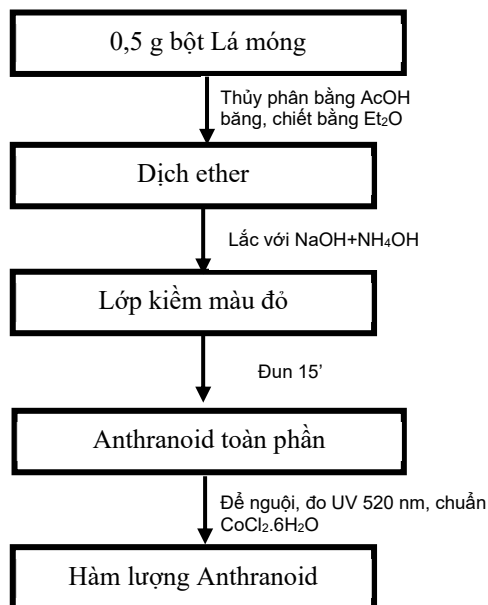 0,5 g bột Lá móng
Thủy phân bằng AcOH
băng, chiết bằng Et₂O
Dịch ether
Lắc với NaOH+NH₄OH
Lớp kiềm màu đỏ
Đun 15’
Anthranoid toàn phần
Để nguội, đo UV 520 nm, chuẩn
CoCl₂.6H₂O
Hàm lượng Anthranoid